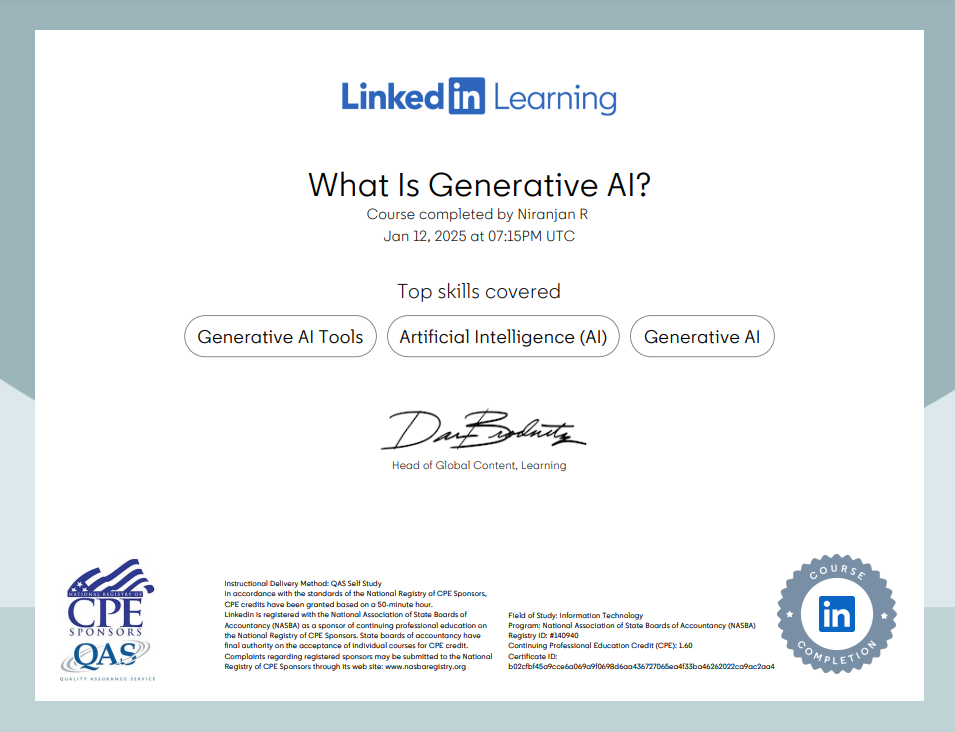 Linked in Learning
What Is Generative AI?
Course completed by Niranjan R
Jan 12, 2025 at 07:15PM UTC
Top skills covered
Generative AI Tools
Artificial Intelligence (AI)
Generative AI
Dan Brodnitz
Head of Global Content, Learning
NATIONAL REGISTRY OF
CPE
SPONSORS
QAS
QUALITY ASSURANCE SERVICE
Instructional Delivery Method: QAS Self Study
In accordance with the standards of the National Registry of CPE Sponsors,
CPE credits have been granted based on a 50-minute hour.
LinkedIn is registered with the National Association of State Boards of
Accountancy (NASBA) as a sponsor of continuing professional education on
the National Registry of CPE Sponsors. State boards of accountancy have
final authority on the acceptance of individual courses for CPE credit.
Complaints regarding registered sponsors may be submitted to the National
Registry of CPE Sponsors through its web site: www.nasbaregistry.org
Field of Study: Information Technology
Program: National Association of State Boards of Accountancy (NASBA)
Registry ID: #140940
Continuing Professional Education Credit (CPE): 1.60
Certificate ID:
b02cfbf45a9cce6a069a9f0698d6aa436727065ea4f33ba46262022ca9ac2aa4
COURSE
in
COMPLETION